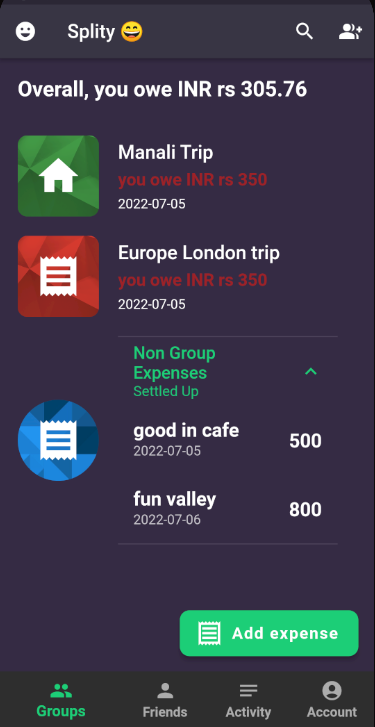 Splity 😄
Overall, you owe INR rs 305.76
Manali Trip
you owe INR rs 350
2022-07-05
Europe London trip
you owe INR rs 350
2022-07-05
Non Group
Expenses
Settled Up
good in cafe 500
2022-07-05
fun valley 800
2022-07-06
Add expense
Groups Friends Activity Account